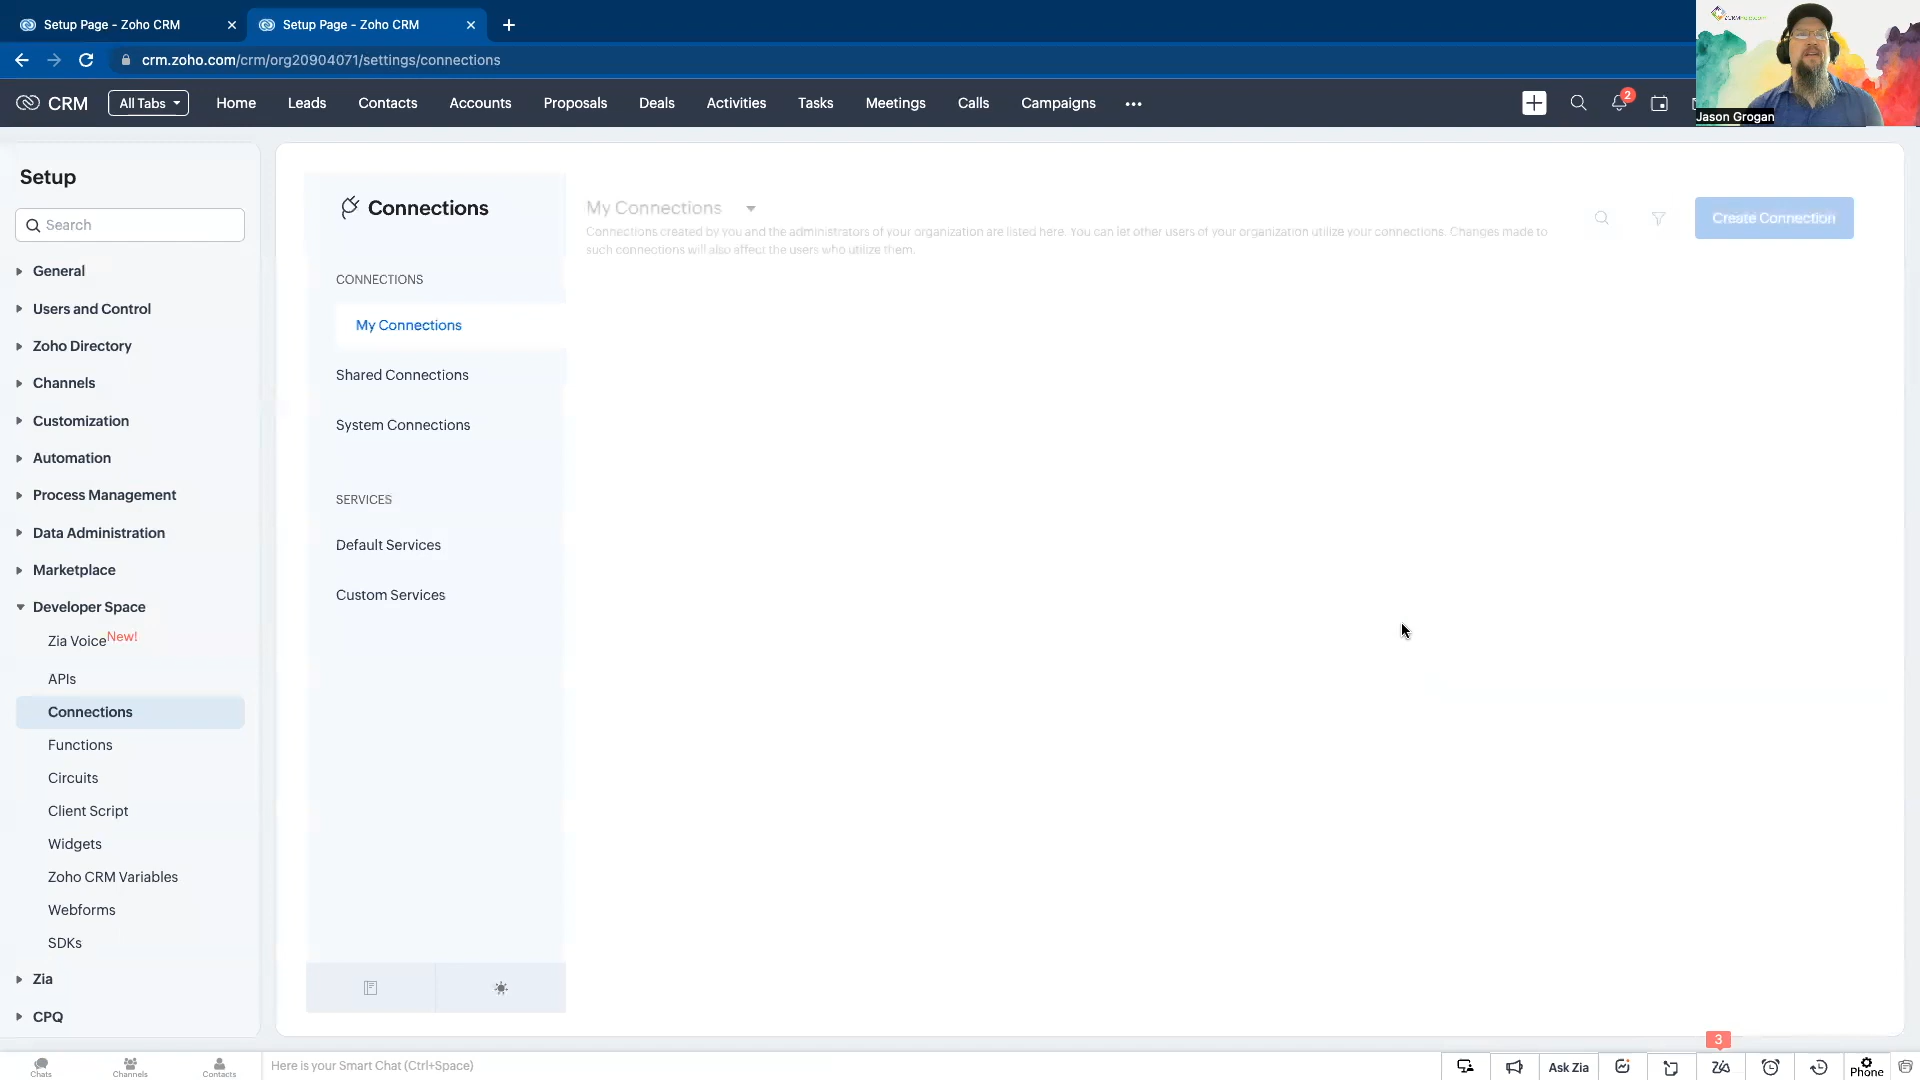 Setup Page - Zoho CRM
Setup Page - Zoho CRM
crm.zoho.com/crm/org20904071/settings/connections
CRM
All Tabs
Home
Leads
Contacts
Accounts
Proposals
Deals
Activities
Tasks
Meetings
Calls
Campaigns
2
Jason Grogan
Setup
Search
General
Users and Control
Zoho Directory
Channels
Customization
Automation
Process Management
Data Administration
Marketplace
Developer Space
Zia Voice New!
APIs
Connections
Functions
Circuits
Client Script
Widgets
Zoho CRM Variables
Webforms
SDKs
Zia
CPQ
Connections
CONNECTIONS
My Connections
Shared Connections
System Connections
SERVICES
Default Services
Custom Services
My Connections
Connections created by you and the administrators of your organization are listed here. You can let other users of your organization utilize your connections. Changes made to
such connections will also affect the users who utilize them.
Create Connection
Chats
Channels
Contacts
Here is your Smart Chat (Ctrl+Space)
Ask Zia
3
Phone